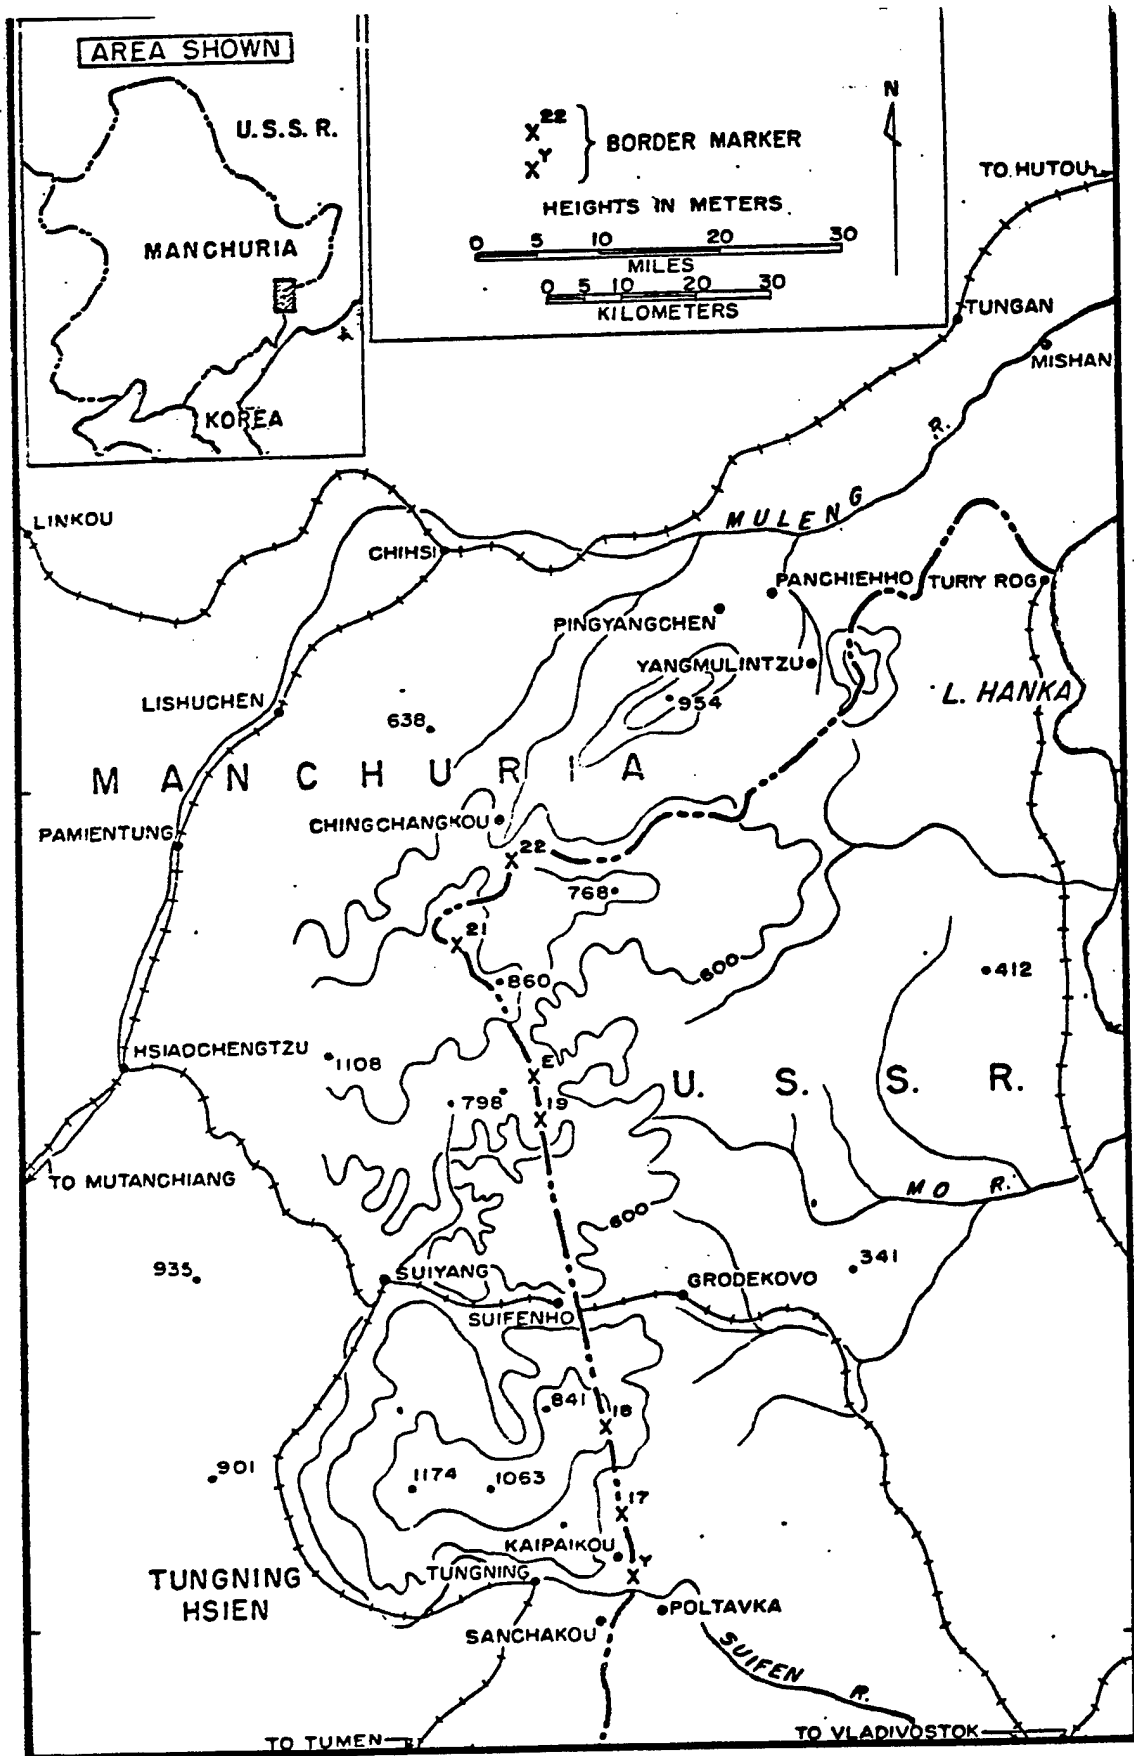 AREA SHOWN
U.S.S.R.
MANCHURIA
KOREA
X 22
X Y
BORDER MARKER
HEIGHTS IN METERS
0 5 10 20 30
MILES
0 5 10 20 30
KILOMETERS
N
TO HUTOU
TUNGAN
MISHAN
MULENG R.
LINKOU
CHIHSI
PANCHIEHHO
TURIY ROG
PINGYANGCHEN
YANGMULINTZU
954
L. HANKA
LISHUCHEN
638
MANCHURIA
PAMIENTUNG
CHINGCHANGKOU
X 22
768
X 21
860
600
412
HSIAOCHENGTZU
1108
X E
U. S. S. R.
798
X 19
TO MUTANCHIANG
MO R.
600
935
SUIYANG
341
GRODEKOVO
SUIFENHO
841
X 18
901
1174
1063
X 17
KAIPAIKOU
X Y
TUNGNING
HSIEN
TUNGNING
POLTAVKA
SANCHAKOU
SUIFEN R.
TO TUMEN
TO VLADIVOSTOK